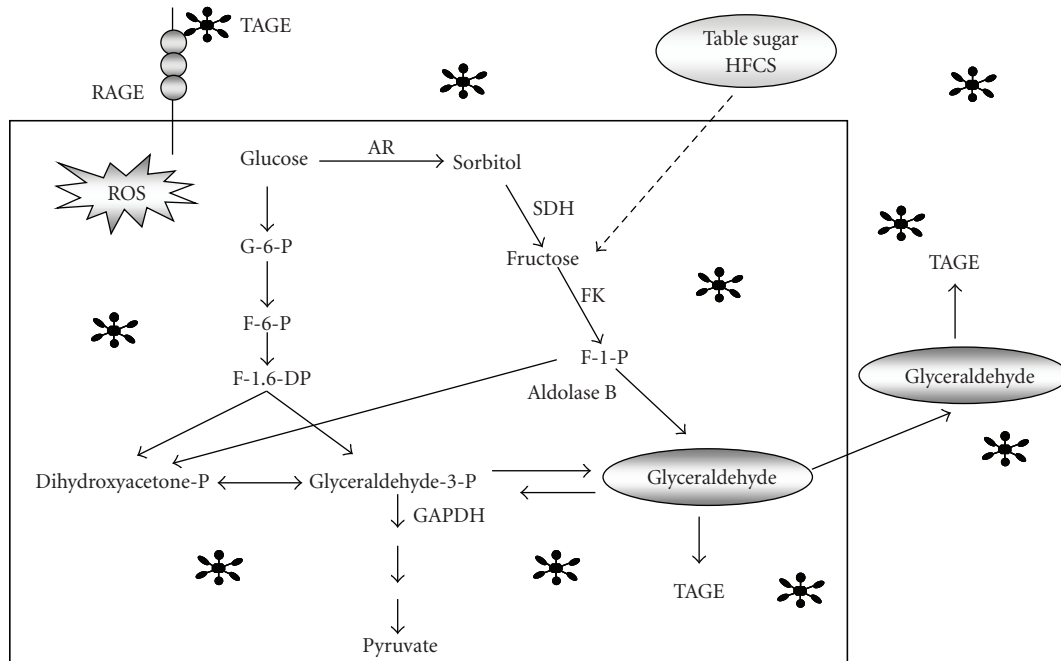 TAGE
Table sugar
HFCS
RAGE
Glucose
AR
Sorbitol
ROS
SDH
G-6-P
Fructose
TAGE
FK
F-6-P
F-1-P
Glyceraldehyde
F-1.6-DP
Aldolase B
Dihydroxyacetone-P
Glyceraldehyde-3-P
Glyceraldehyde
GAPDH
TAGE
Pyruvate